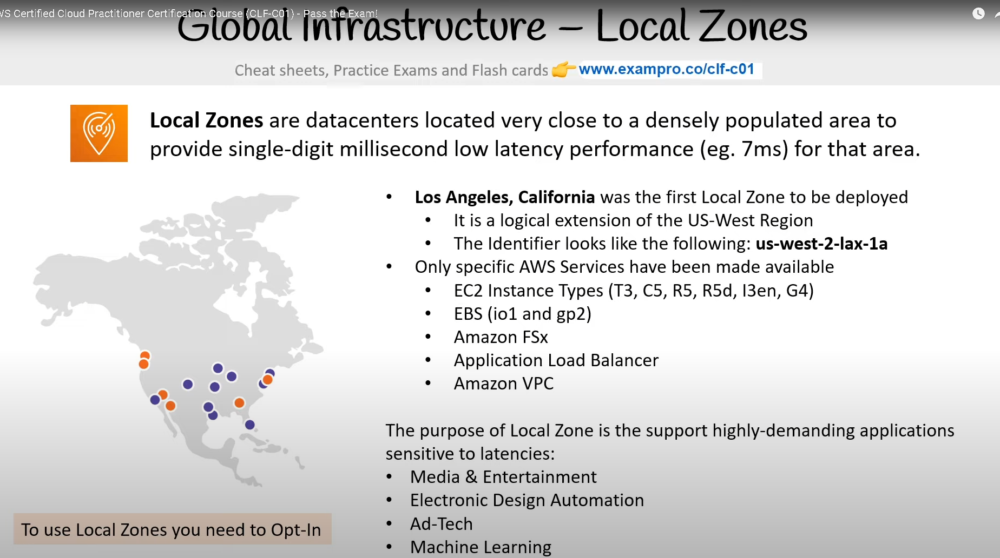 WS Certified Cloud Practitioner Certification Course (CLF-C01) - Pass the Exam!
Global Infrastructure – Local Zones
Cheat sheets, Practice Exams and Flash cards 👉 www.exampro.co/clf-c01
Local Zones are datacenters located very close to a densely populated area to
provide single-digit millisecond low latency performance (eg. 7ms) for that area.
• Los Angeles, California was the first Local Zone to be deployed
• It is a logical extension of the US-West Region
• The Identifier looks like the following: us-west-2-lax-1a
• Only specific AWS Services have been made available
• EC2 Instance Types (T3, C5, R5, R5d, I3en, G4)
• EBS (io1 and gp2)
• Amazon FSx
• Application Load Balancer
• Amazon VPC
The purpose of Local Zone is the support highly-demanding applications
sensitive to latencies:
• Media & Entertainment
• Electronic Design Automation
• Ad-Tech
• Machine Learning
To use Local Zones you need to Opt-In